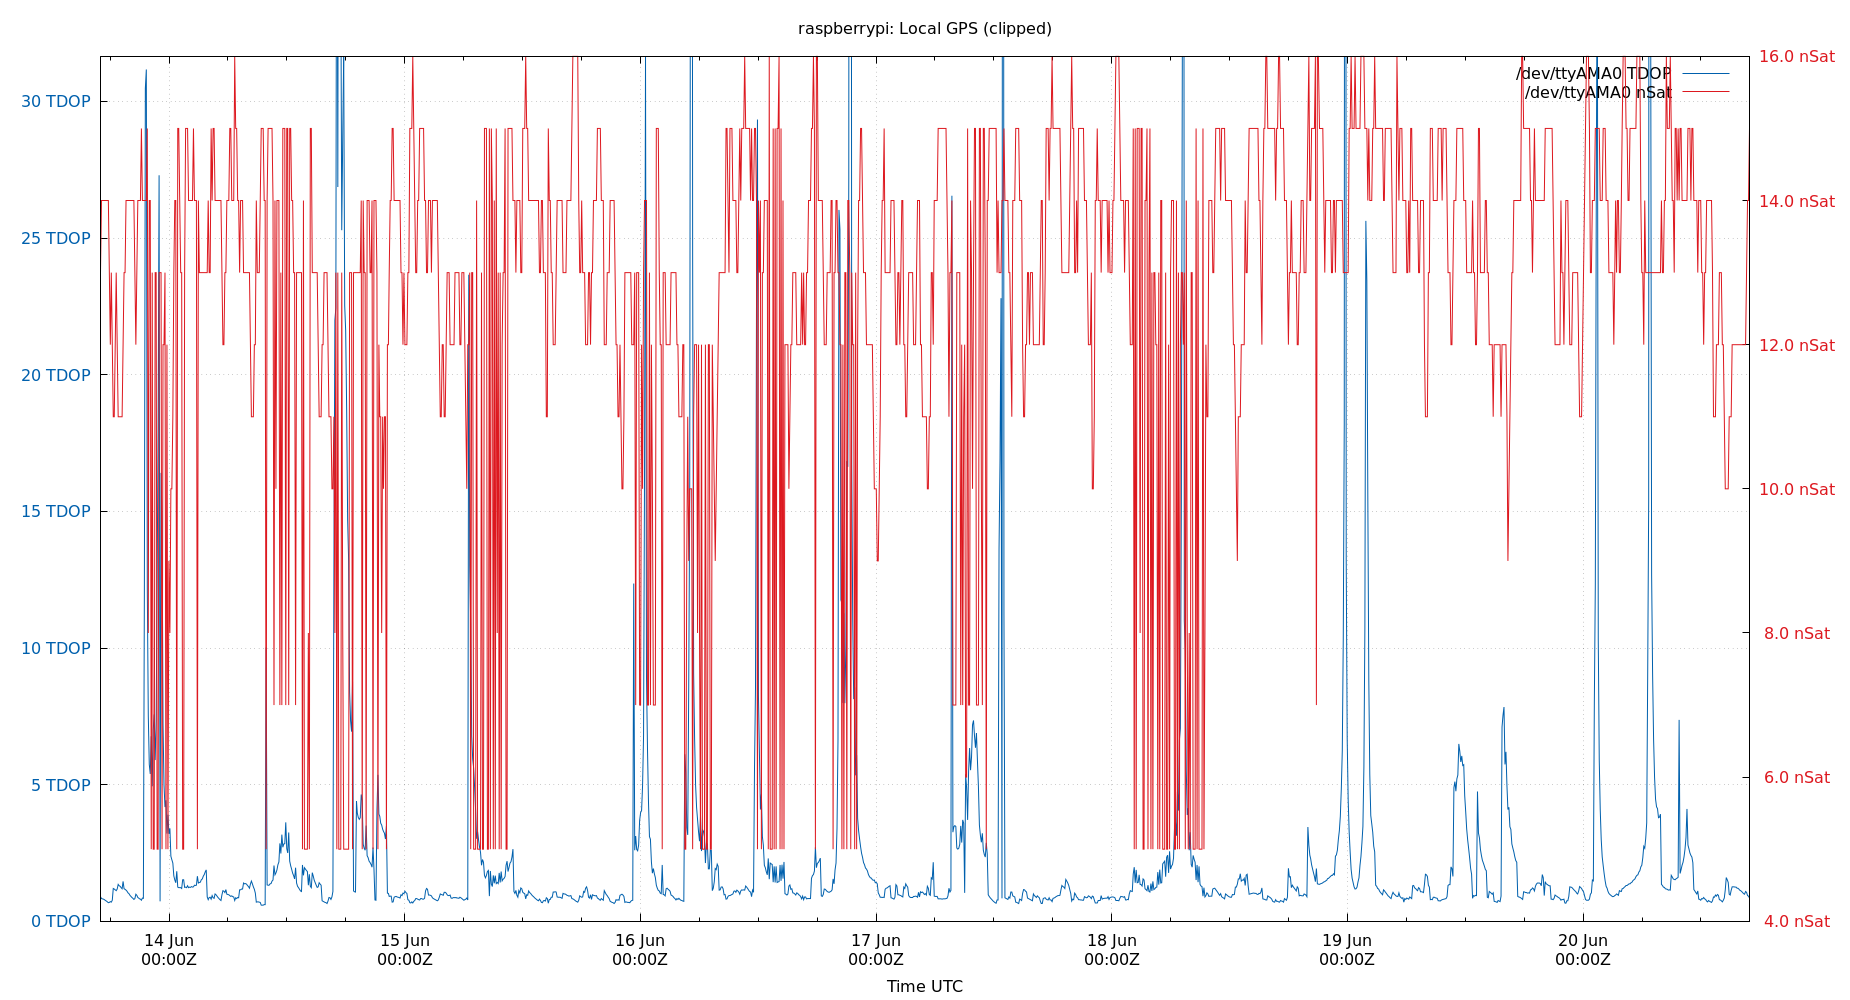 raspberrypi: Local GPS (clipped)
/dev/ttyAMA0 TDOP
/dev/ttyAMA0 nSat
30 TDOP
25 TDOP
20 TDOP
15 TDOP
10 TDOP
5 TDOP
0 TDOP
16.0 nSat
14.0 nSat
12.0 nSat
10.0 nSat
8.0 nSat
6.0 nSat
4.0 nSat
14 Jun
00:00Z
15 Jun
00:00Z
16 Jun
00:00Z
17 Jun
00:00Z
18 Jun
00:00Z
19 Jun
00:00Z
20 Jun
00:00Z
Time UTC